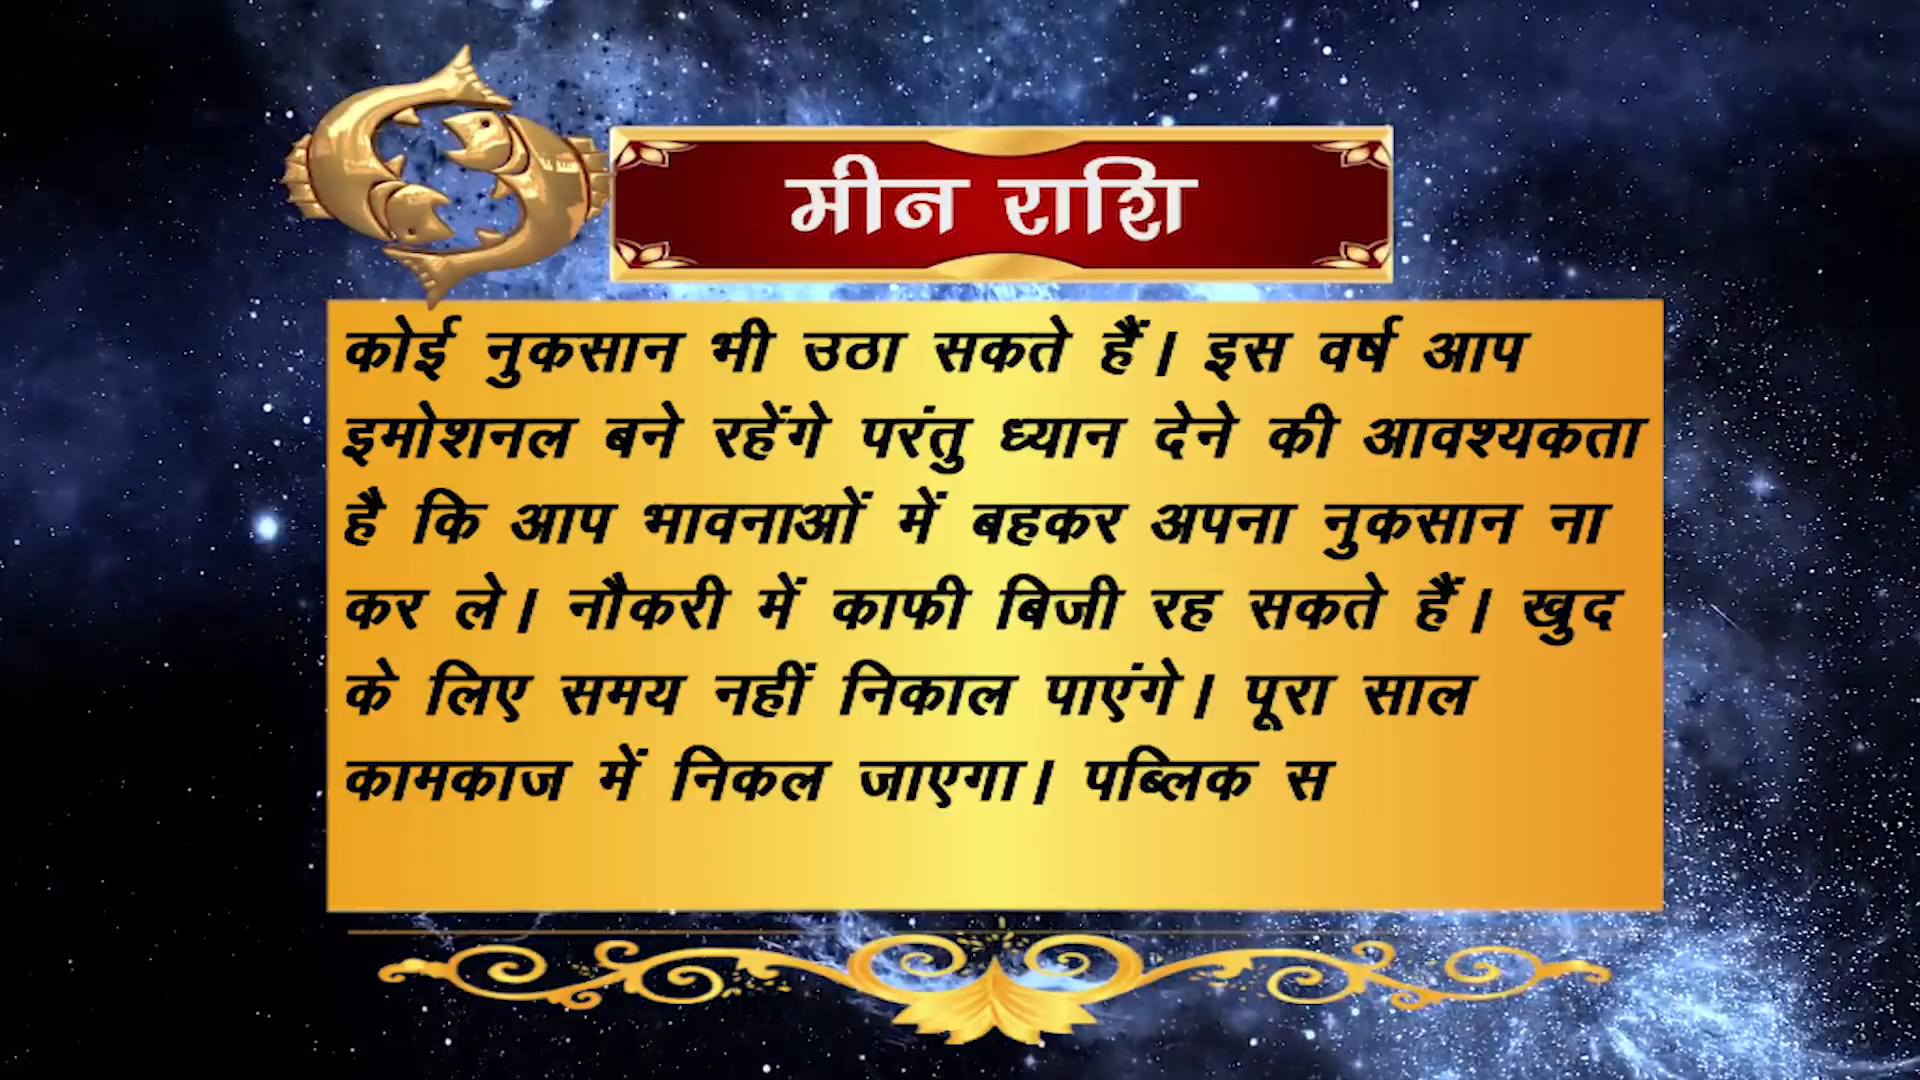 मीन राशि
कोई नुकसान भी उठा सकते हैं। इस वर्ष आप
इमोशनल बने रहेंगे परंतु ध्यान देने की आवश्यकता
है कि आप भावनाओं में बहकर अपना नुकसान ना
कर ले। नौकरी में काफी बिजी रह सकते हैं। खुद
के लिए समय नहीं निकाल पाएंगे। पूरा साल
कामकाज में निकल जाएगा। पब्लिक स